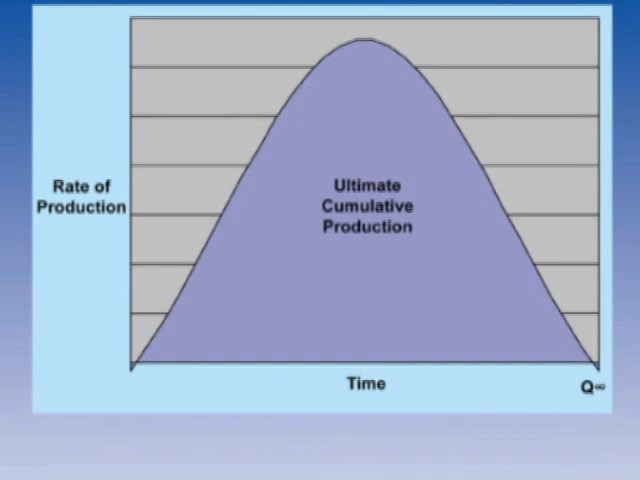 Rate of
Production
Ultimate
Cumulative
Production
Time
Q∞